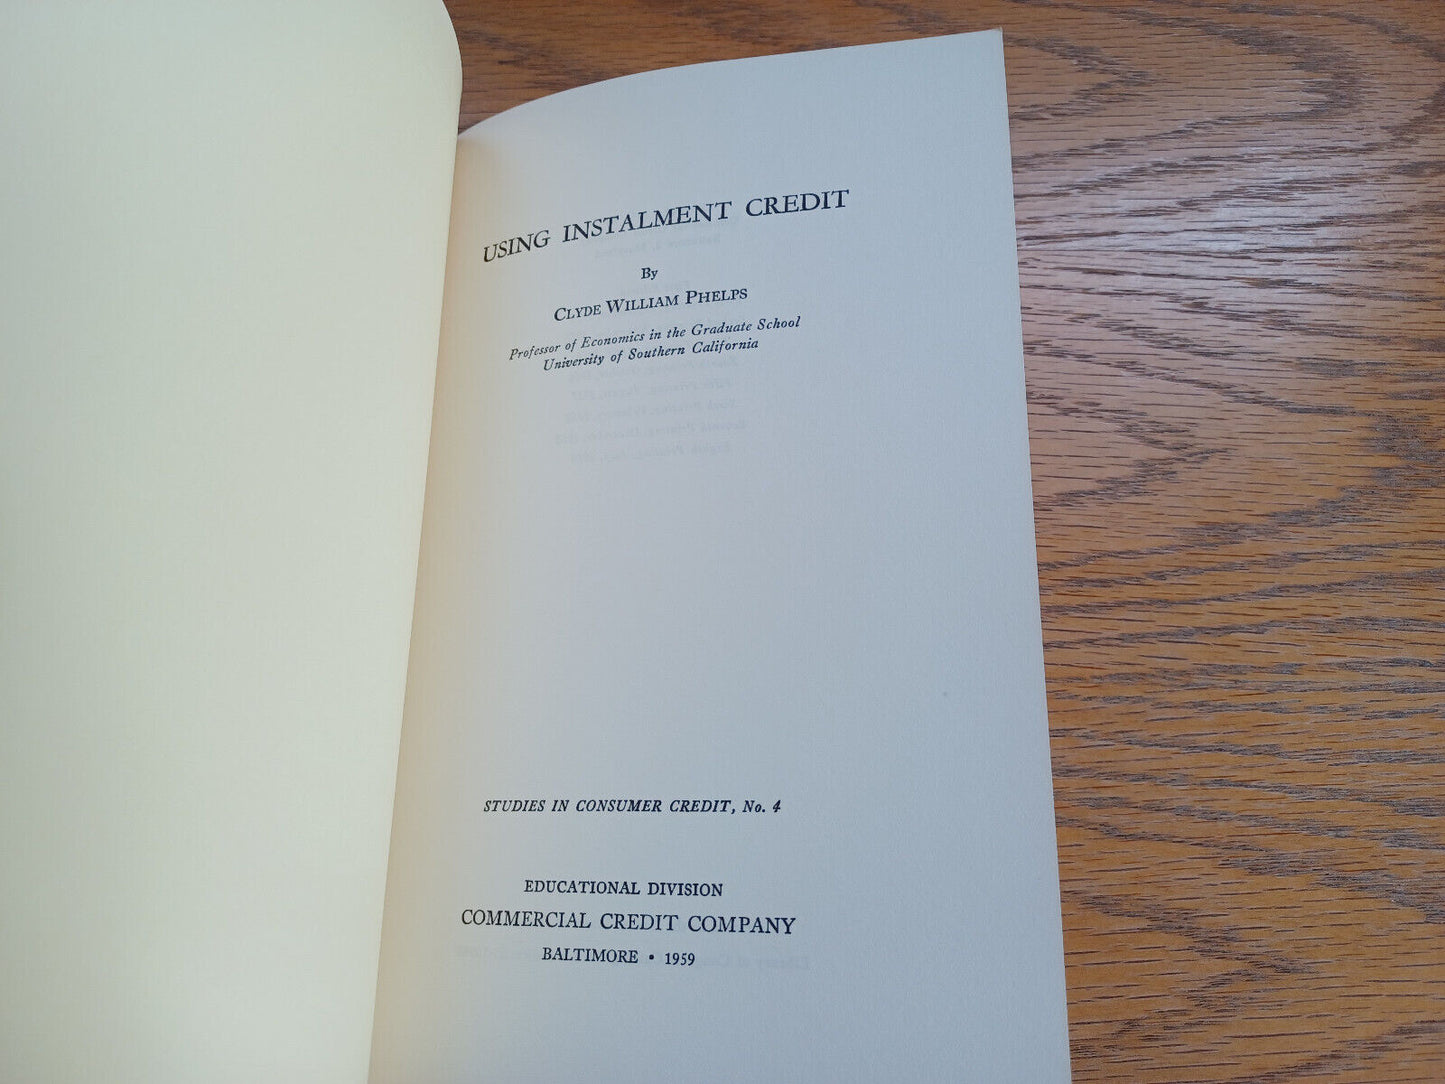 USING INSTALMENT CREDIT
By
CLYDE WILLIAM PHELPS
Professor of Economics in the Graduate School
University of Southern California
STUDIES IN CONSUMER CREDIT, No. 4
EDUCATIONAL DIVISION
COMMERCIAL CREDIT COMPANY
BALTIMORE • 1959